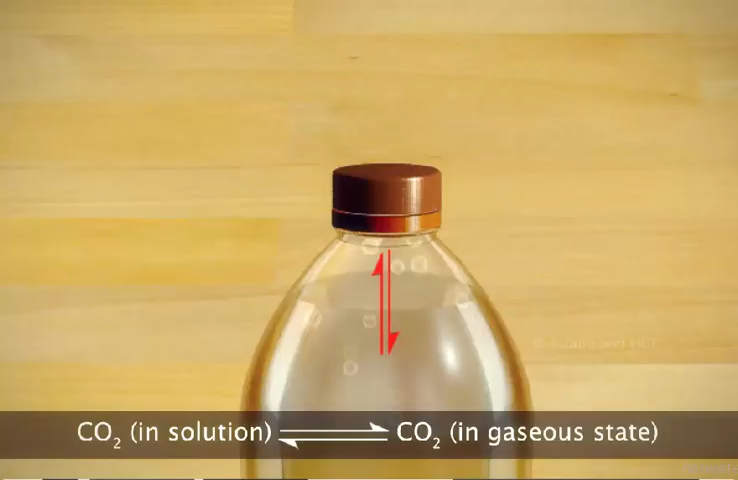 CO₂ (in solution) ⇌ CO₂ (in gaseous state)